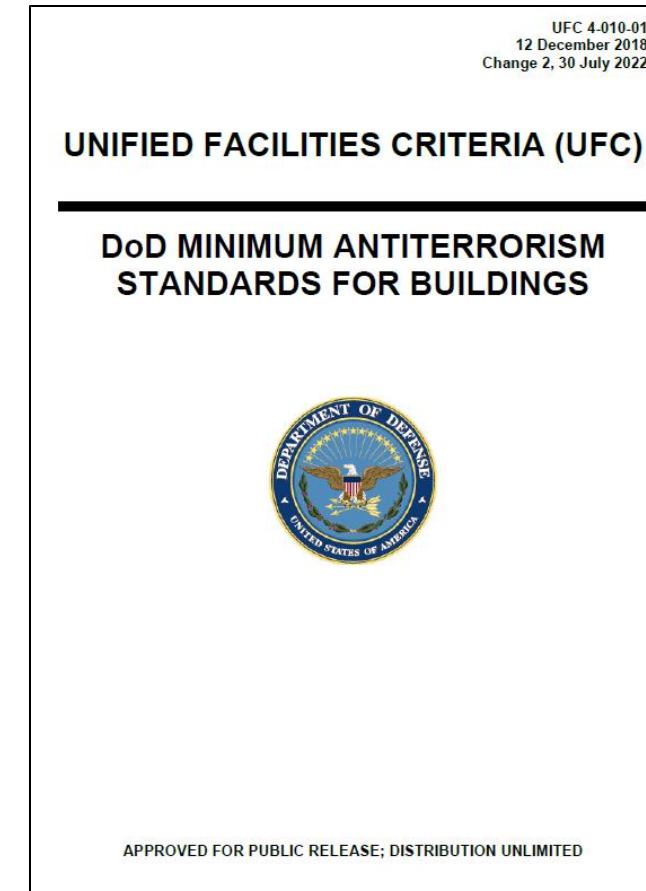 UFC 4-010-01
12 December 2018
Change 2, 30 July 2022
UNIFIED FACILITIES CRITERIA (UFC)
DoD MINIMUM ANTITERRORISM
STANDARDS FOR BUILDINGS
DEPARTMENT OF DEFENSE
UNITED STATES OF AMERICA
APPROVED FOR PUBLIC RELEASE; DISTRIBUTION UNLIMITED